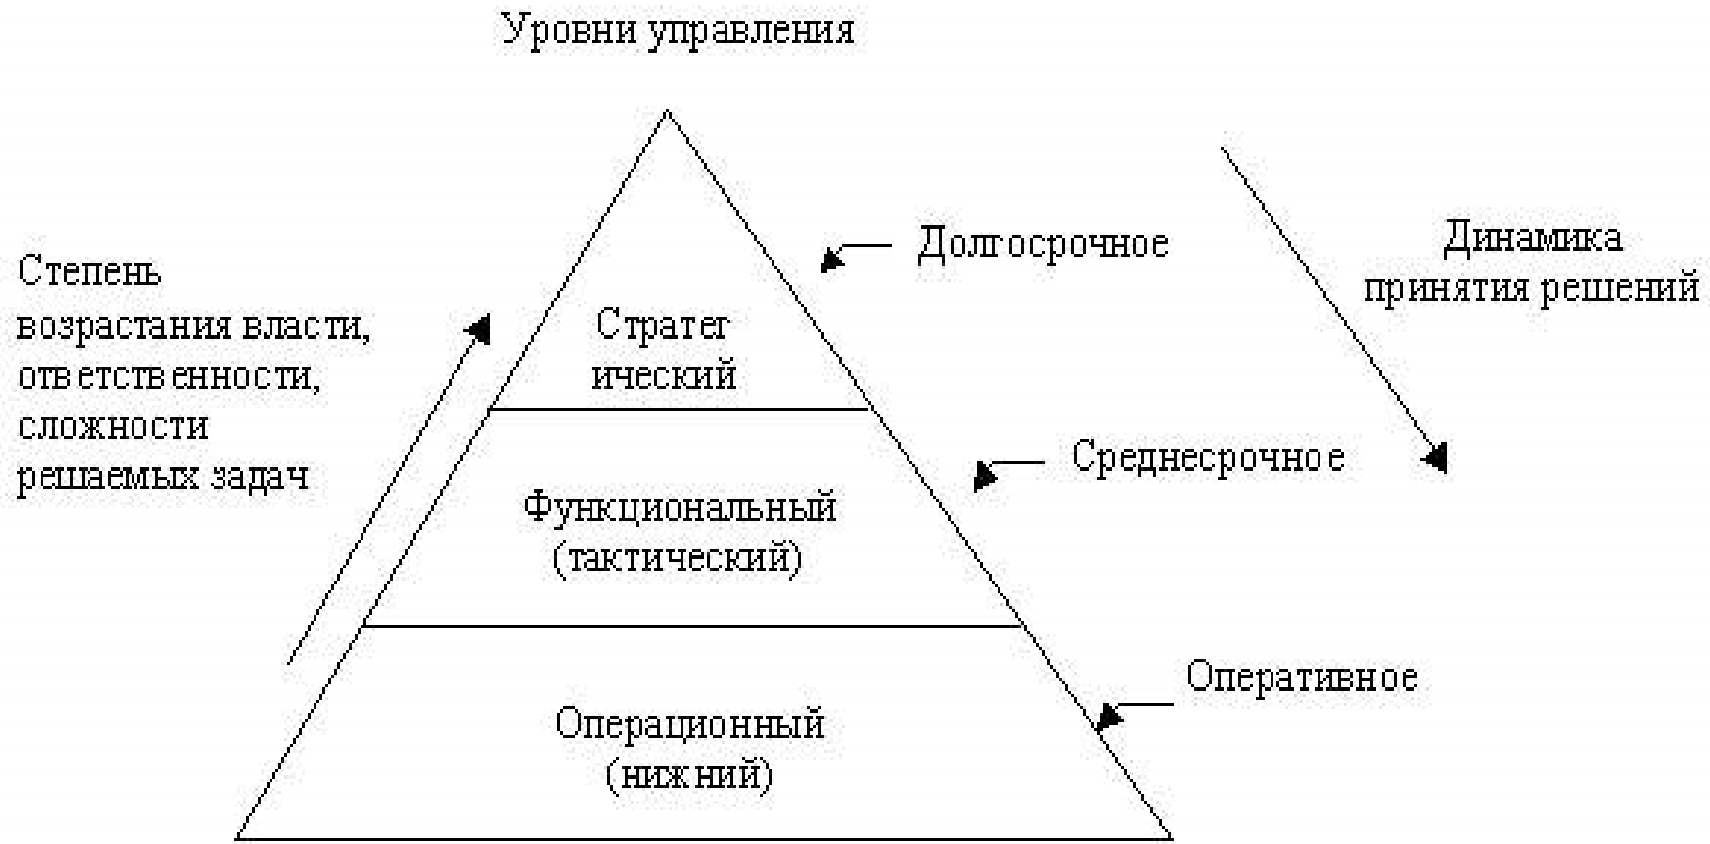 Уровни управления
Степень
возрастания власти,
ответственности,
сложности
решаемых задач
Долгосрочное
Динамика
принятия решений
Стратег
ический
Среднесрочное
Функциональный
(тактический)
Оперативное
Операционный
(нижний)